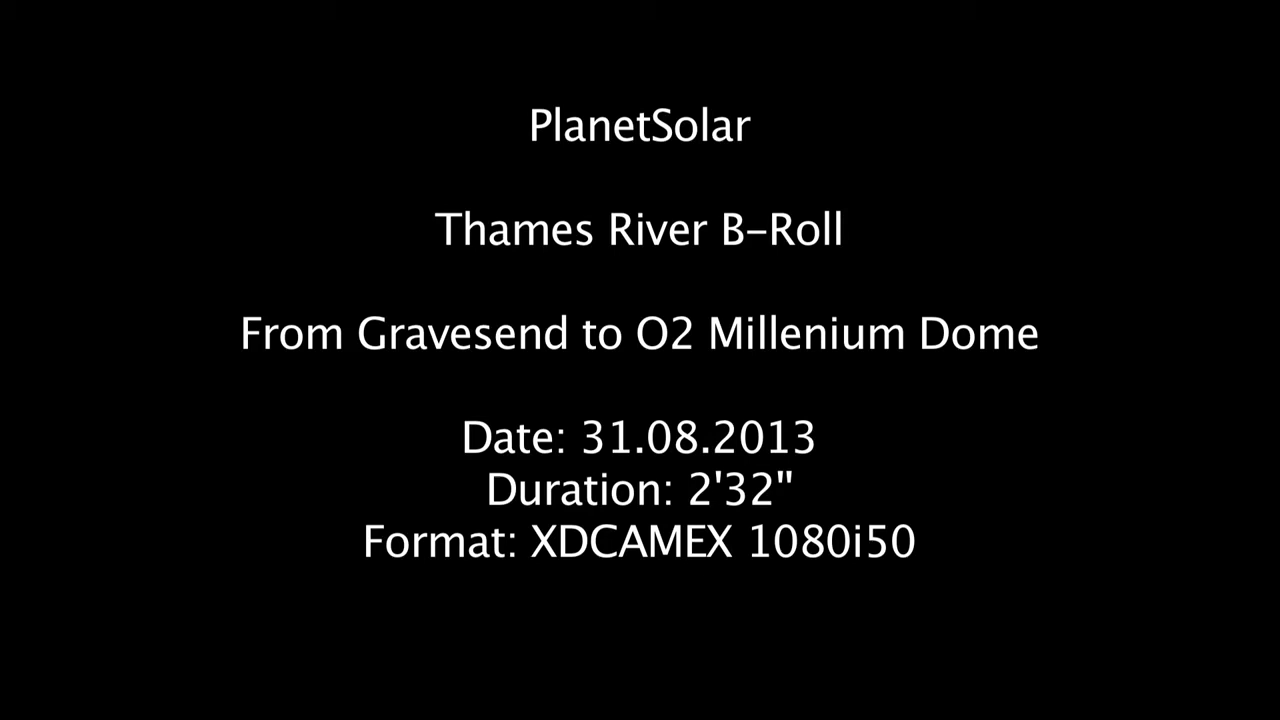 PlanetSolar
Thames River B-Roll
From Gravesend to O2 Millenium Dome
Date: 31.08.2013
Duration: 2'32"
Format: XDCAMEX 1080i50